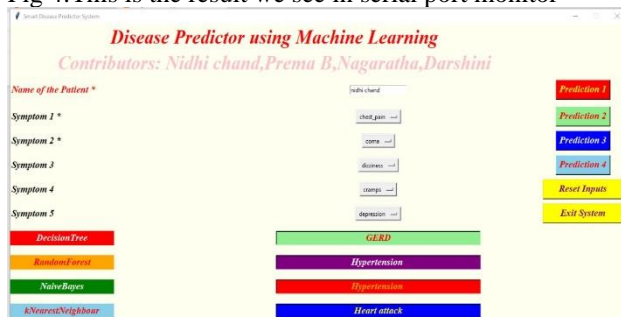 Fig 4.This is the result we see in serial port monitor
Smart Disease Predictor System
Disease Predictor using Machine Learning
Contributors: Nidhi chand,Prema B,Nagaratha,Darshini
Name of the Patient * nidhi chand Prediction 1
Symptom 1 * chest_pain Prediction 2
Symptom 2 * coma Prediction 3
Symptom 3 dizziness Prediction 4
Symptom 4 cramps Reset Inputs
Symptom 5 depression Exit System
DecisionTree GERD
RandomForest Hypertension
NaiveBayes Hypertension
kNearestNeighbour Heart attack